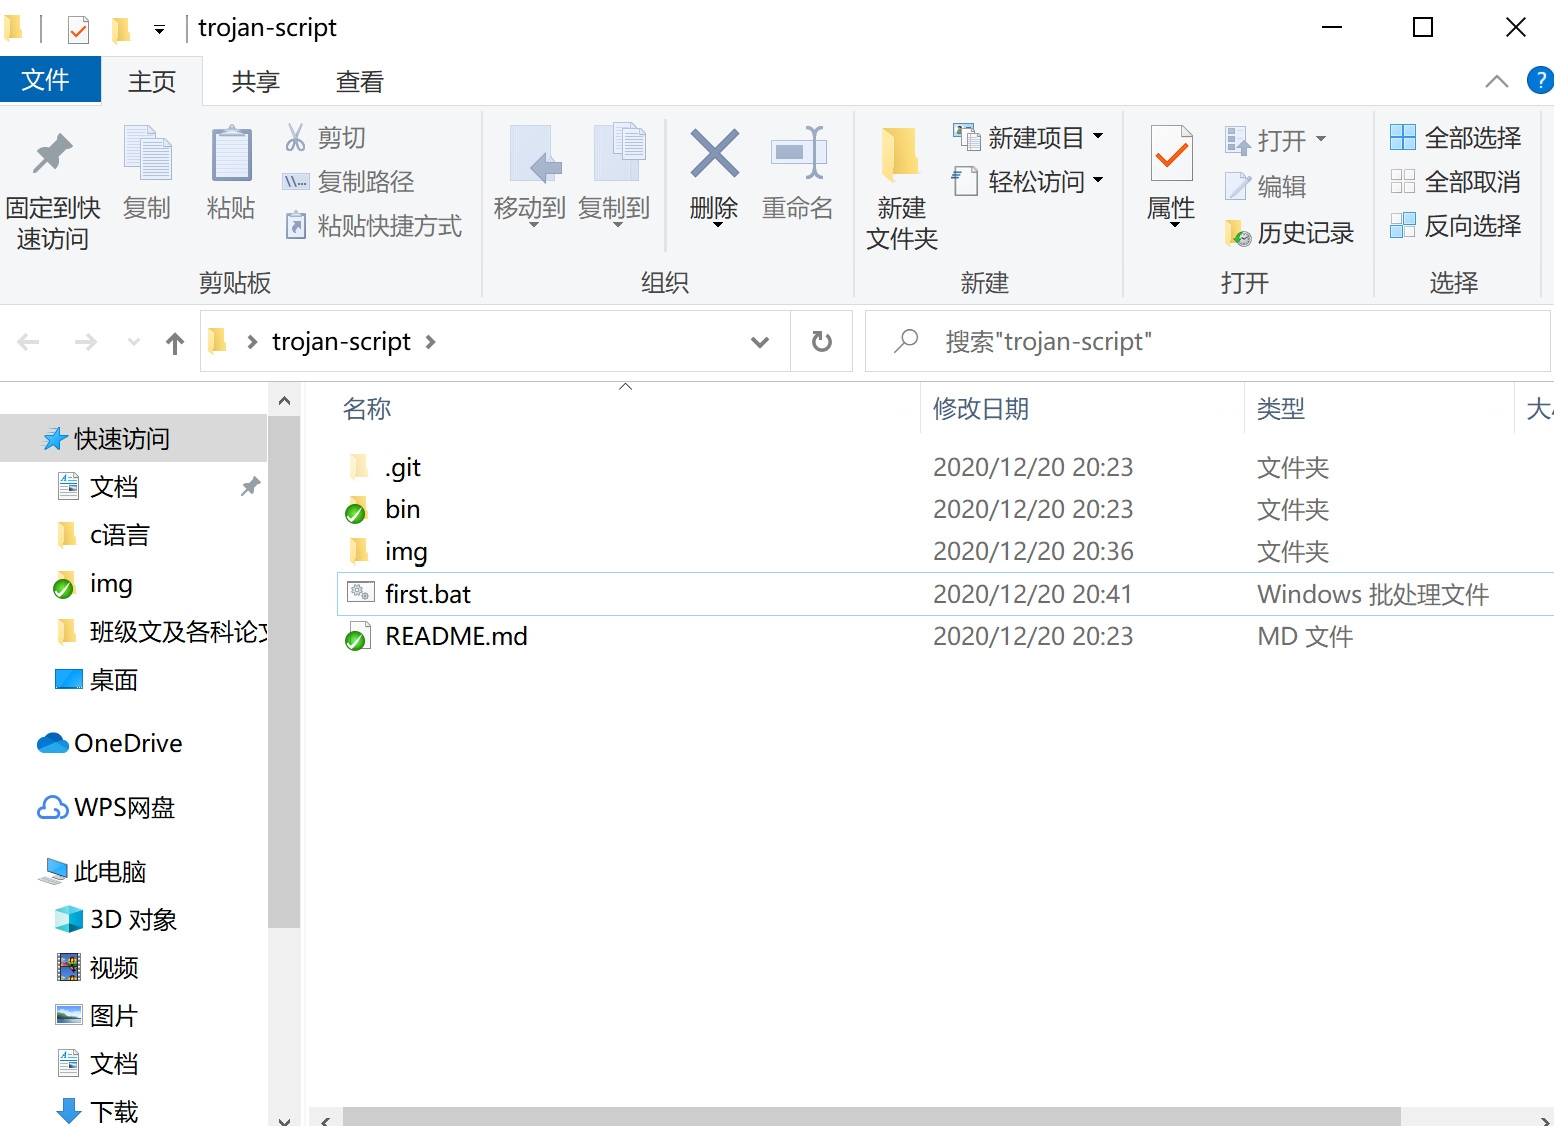 trojan-script
文件 主页 共享 查看
固定到快速访问 复制 粘贴 剪切
复制路径
粘贴快捷方式
移动到 复制到 删除 重命名
新建文件夹 新建项目
轻松访问
属性 打开
编辑
历史记录
全部选择
全部取消
反向选择
剪贴板 组织 新建 打开 选择
trojan-script 搜索"trojan-script"
名称 修改日期 类型 大
.git 2020/12/20 20:23 文件夹
bin 2020/12/20 20:23 文件夹
img 2020/12/20 20:36 文件夹
first.bat 2020/12/20 20:41 Windows 批处理文件
README.md 2020/12/20 20:23 MD 文件
快速访问
文档
c语言
img
班级文及各科论文
桌面
OneDrive
WPS网盘
此电脑
3D 对象
视频
图片
文档
下载